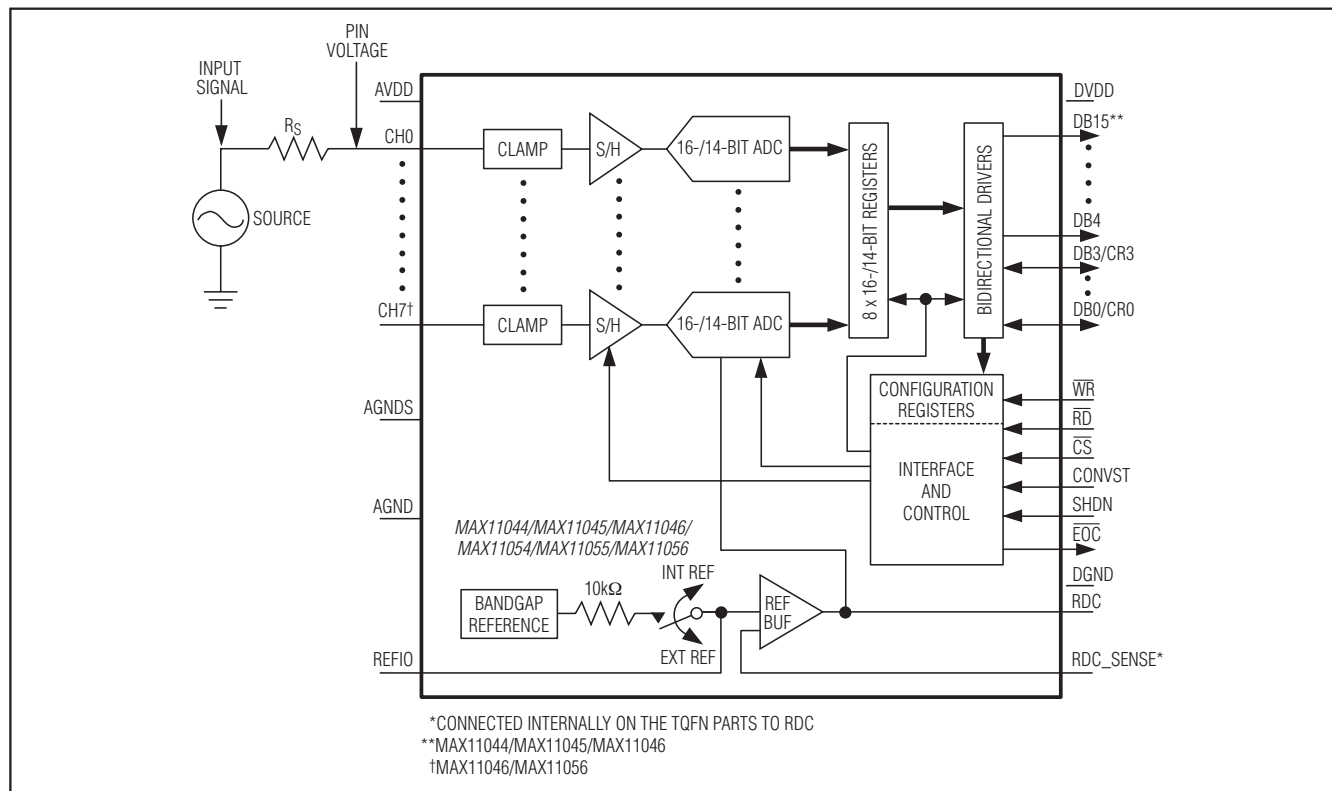 PIN
VOLTAGE
INPUT
SIGNAL
RS
SOURCE
AVDD
CH0
CH7†
AGNDS
AGND
REFIO
CLAMP
S/H
16-/14-BIT ADC
CLAMP
S/H
16-/14-BIT ADC
8 x 16-/14-BIT REGISTERS
BIDIRECTIONAL DRIVERS
CONFIGURATION
REGISTERS
INTERFACE
AND
CONTROL
MAX11044/MAX11045/MAX11046/
MAX11054/MAX11055/MAX11056
BANDGAP
REFERENCE
10kΩ
INT REF
EXT REF
REF
BUF
DVDD
DB15**
DB4
DB3/CR3
DB0/CR0
WR
RD
CS
CONVST
SHDN
EOC
DGND
RDC
RDC_SENSE*
*CONNECTED INTERNALLY ON THE TQFN PARTS TO RDC
**MAX11044/MAX11045/MAX11046
†MAX11046/MAX11056